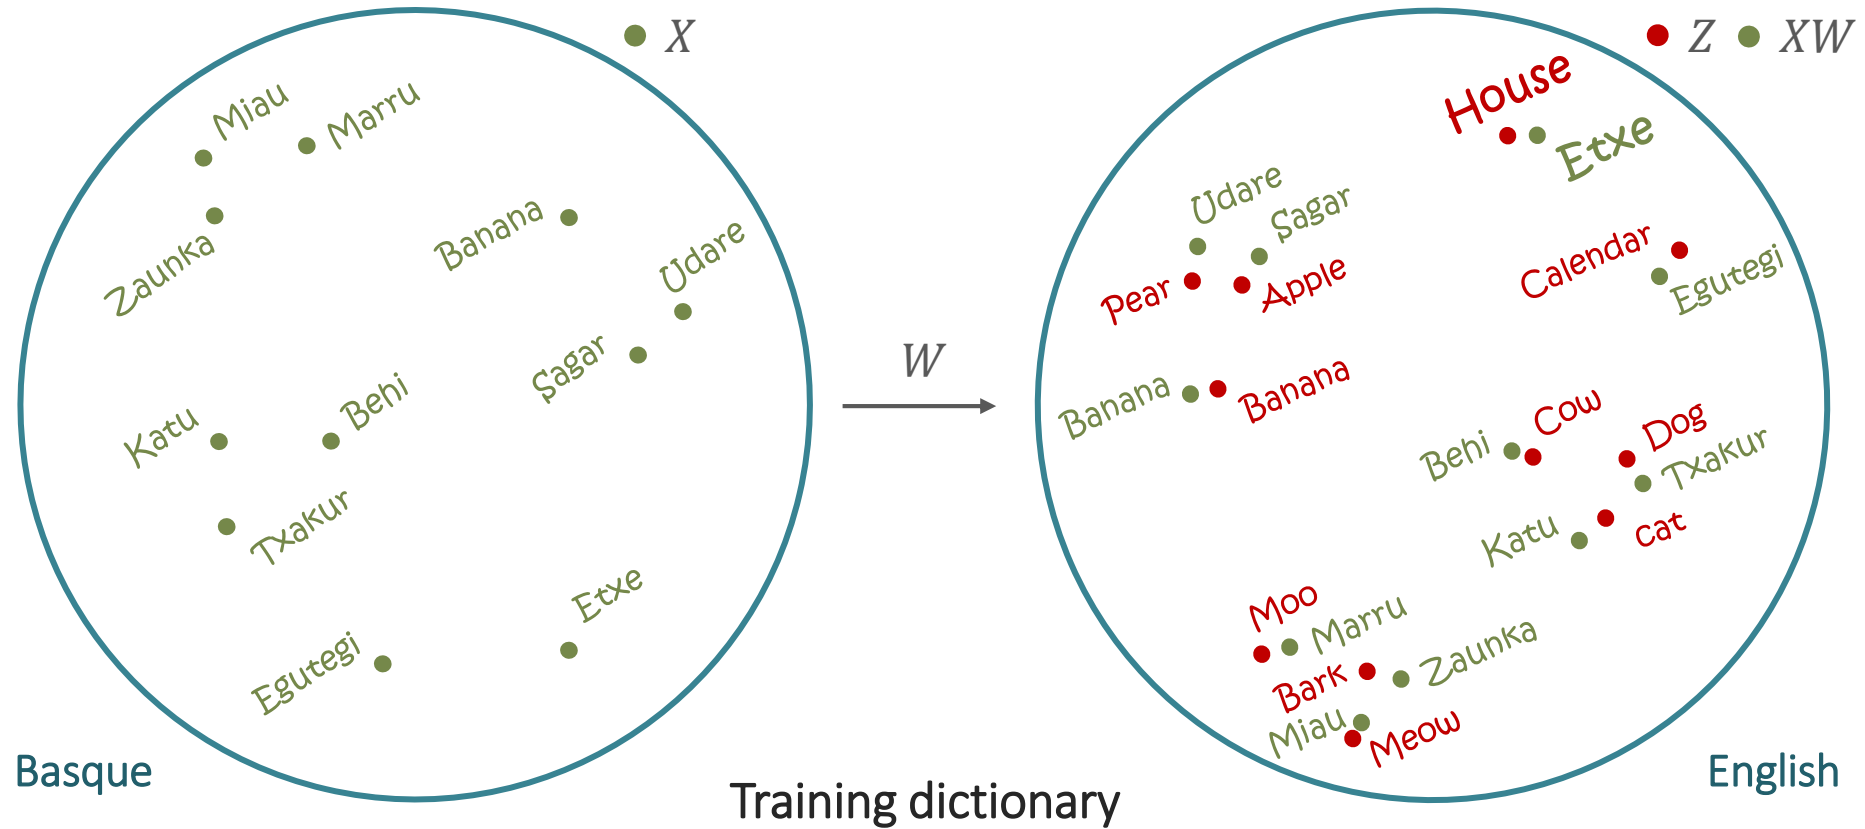 X
Miau
Marru
Zaunka
Banana
Udare
Sagar
Katu
Behi
Txakur
Etxe
Egutegi
Basque
W
Z
XW
House
Etxe
Udare
Sagar
Pear
Apple
Calendar
Egutegi
Banana
Banana
Behi
Cow
Dog
Txakur
Katu
cat
Moo
Marru
Bark
Zaunka
Miau
Meow
English
Training dictionary